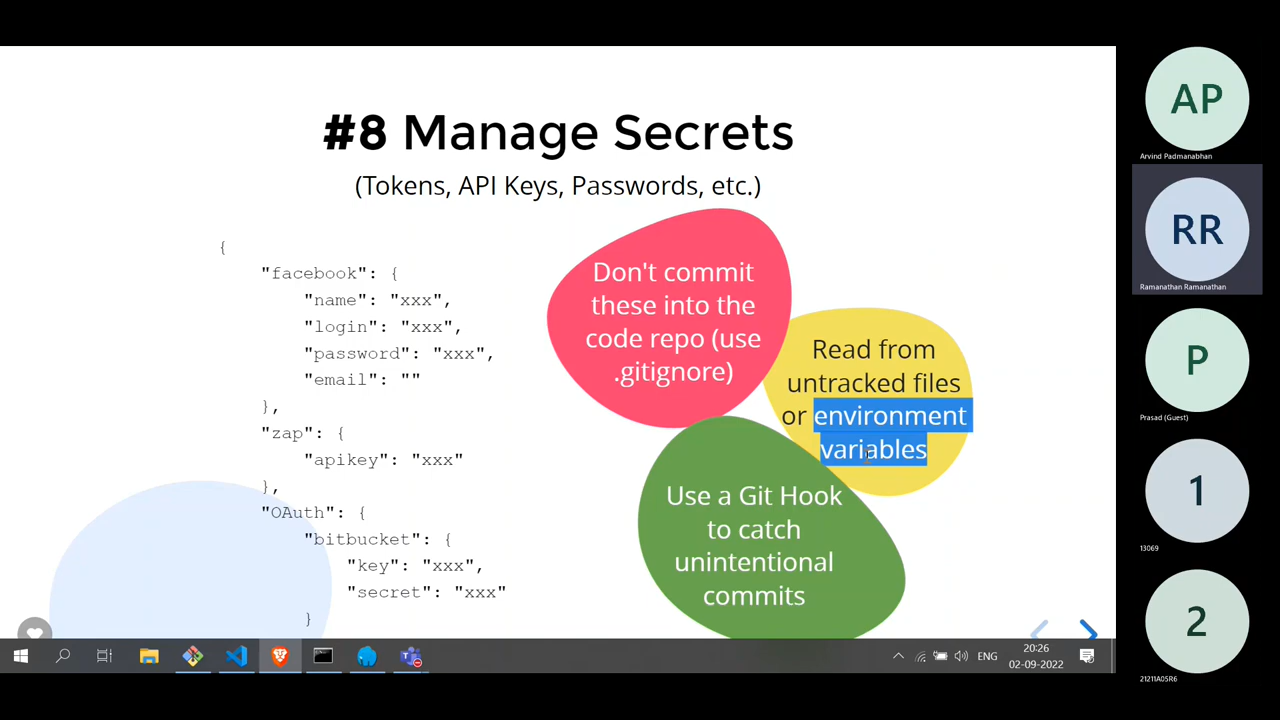 #8 Manage Secrets
(Tokens, API Keys, Passwords, etc.)
{
"facebook": {
"name": "xxx",
"login": "xxx",
"password": "xxx",
"email": ""
},
"zap": {
"apikey": "xxx"
},
"OAuth": {
"bitbucket": {
"key": "xxx",
"secret": "xxx"
}
Don't commit
these into the
code repo (use
.gitignore)
Read from
untracked files
or environment
variables
Use a Git Hook
to catch
unintentional
commits
AP
Arvind Padmanabhan
RR
Ramanathan Ramanathan
P
Prasad (Guest)
1
13069
2
21211A05R6
ENG
20:26
02-09-2022